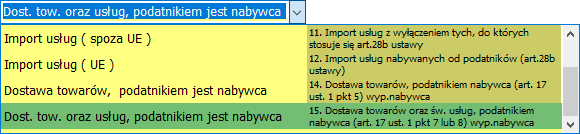 Dost. tow. oraz usług, podatnikiem jest nabywca
Import usług ( spoza UE )
11. Import usług z wyłączeniem tych, do których
stosuje się art.28b ustawy
Import usług ( UE )
12. Import usług nabywanych od podatników (art.28b
ustawy)
Dostawa towarów,  podatnikiem jest nabywca
14. Dostawa towarów, podatnikiem nabywca (art. 17
ust. 1 pkt 5) wyp.nabywca
Dost. tow. oraz usług, podatnikiem jest nabywca
15. Dostawa towarów oraz św. usług, podatnikiem
nabywca (art. 17 ust. 1 pkt 7 lub 8) wyp.nabywca